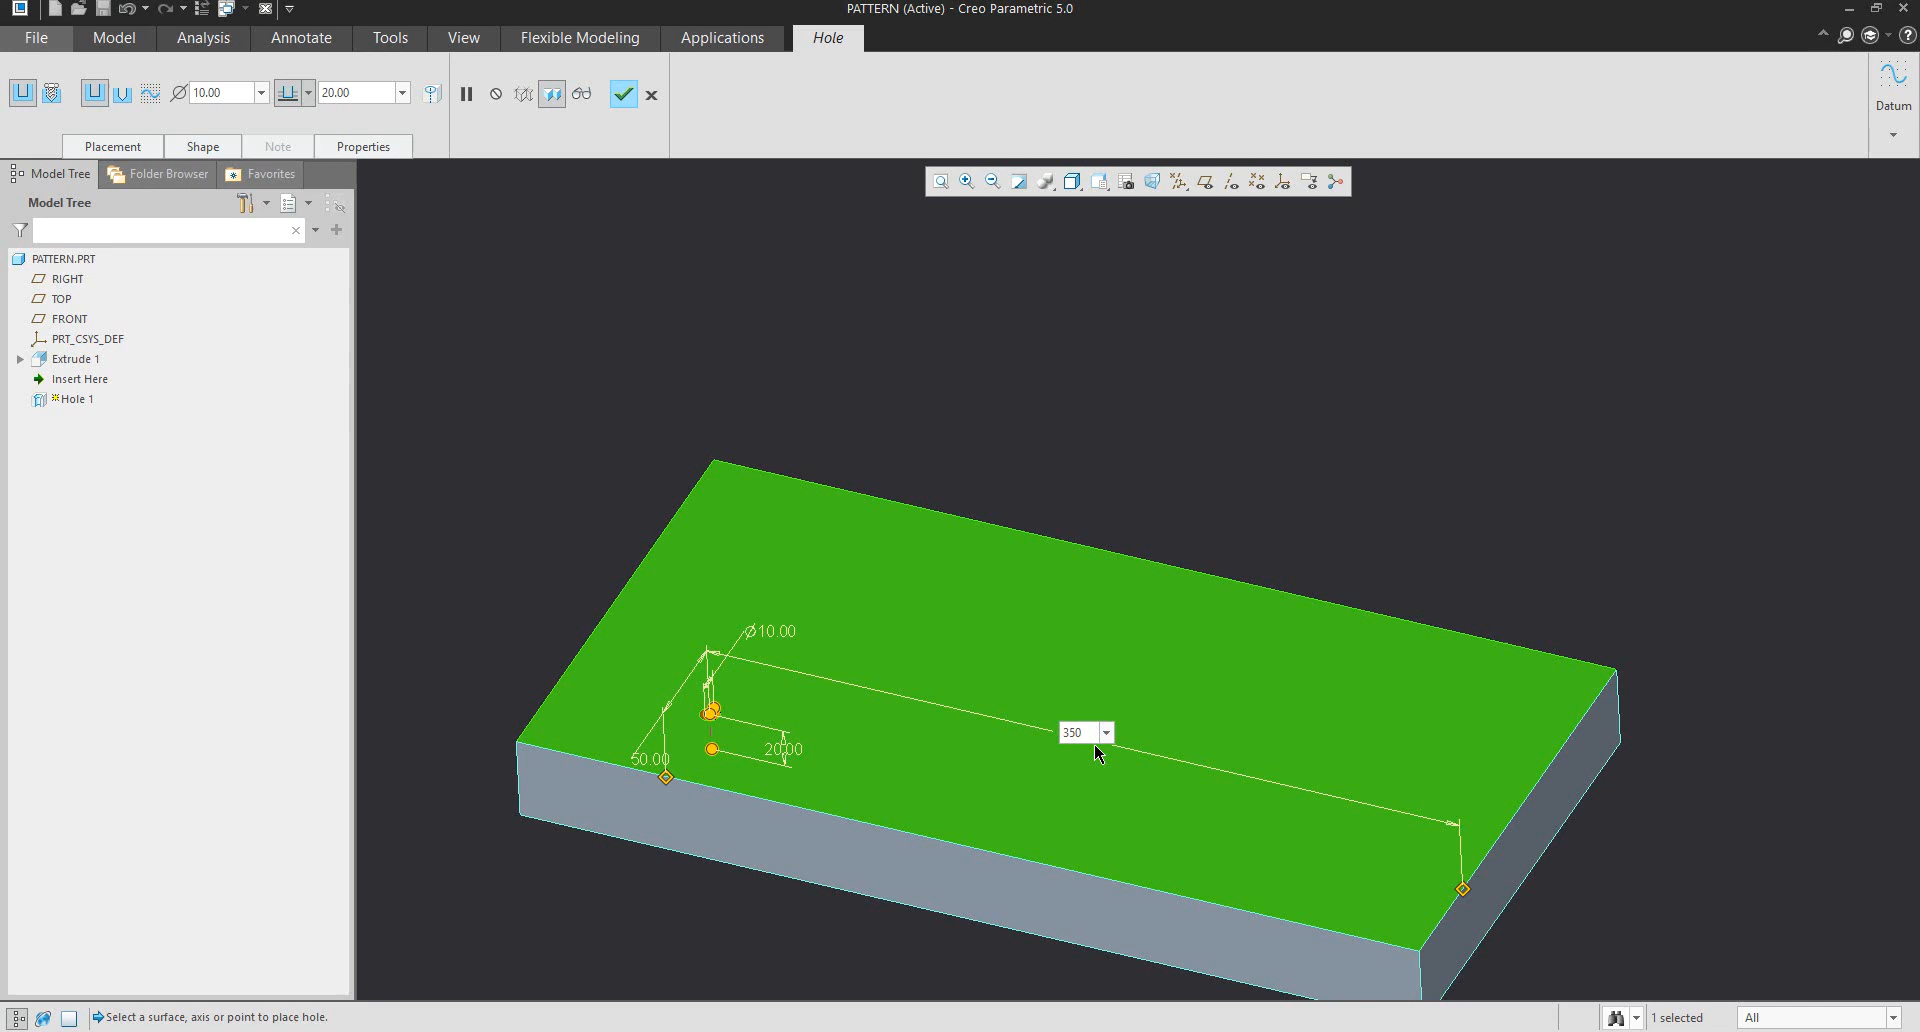 PATTERN (Active) - Creo Parametric 5.0
File Model Analysis Annotate Tools View Flexible Modeling Applications Hole
10.00 20.00
Datum
Placement Shape Note Properties
Model Tree Folder Browser Favorites
Model Tree
PATTERN.PRT
RIGHT
TOP
FRONT
PRT_CSYS_DEF
Extrude 1
Insert Here
Hole 1
Ø10.00
350
20.00
50.00
Select a surface, axis or point to place hole.
1 selected All